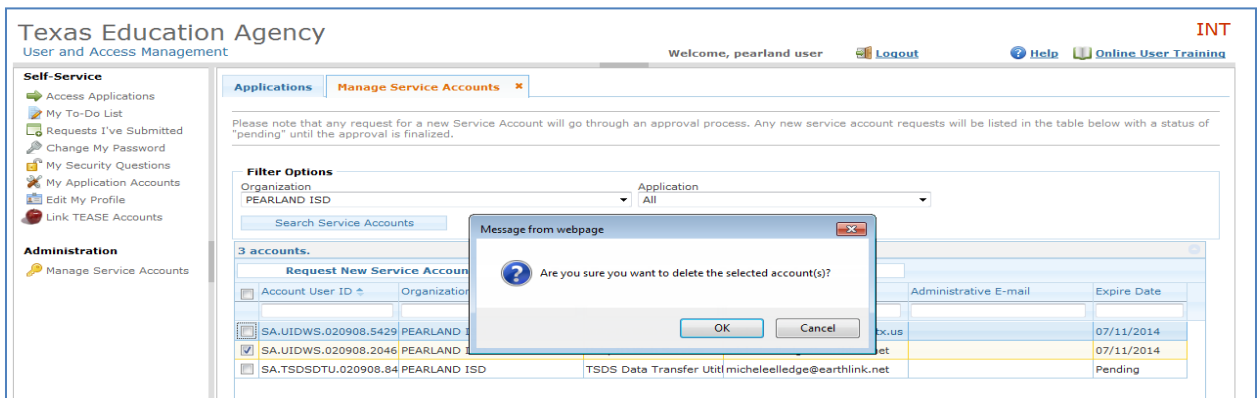 Texas Education Agency
INT
User and Access Management
Welcome, pearland user Logout Help Online User Training
Self-Service
Access Applications
My To-Do List
Requests I've Submitted
Change My Password
My Security Questions
My Application Accounts
Edit My Profile
Link TEASE Accounts
Administration
Manage Service Accounts
Applications Manage Service Accounts
Please note that any request for a new Service Account will go through an approval process. Any new service account requests will be listed in the table below with a status of
"pending" until the approval is finalized.
Filter Options
Organization Application
PEARLAND ISD All
Search Service Accounts
Message from webpage
Are you sure you want to delete the selected account(s)?
OK Cancel
3 accounts.
Request New Service Accoun
Account User ID Organization Administrative E-mail Expire Date
SA.UIDWS.020908.5429 PEARLAND I tx.us 07/11/2014
SA.UIDWS.020908.2046 PEARLAND I et 07/11/2014
SA.TSDSDTU.020908.84 PEARLAND ISD TSDS Data Transfer Utitl micheleelledge@earthlink.net Pending